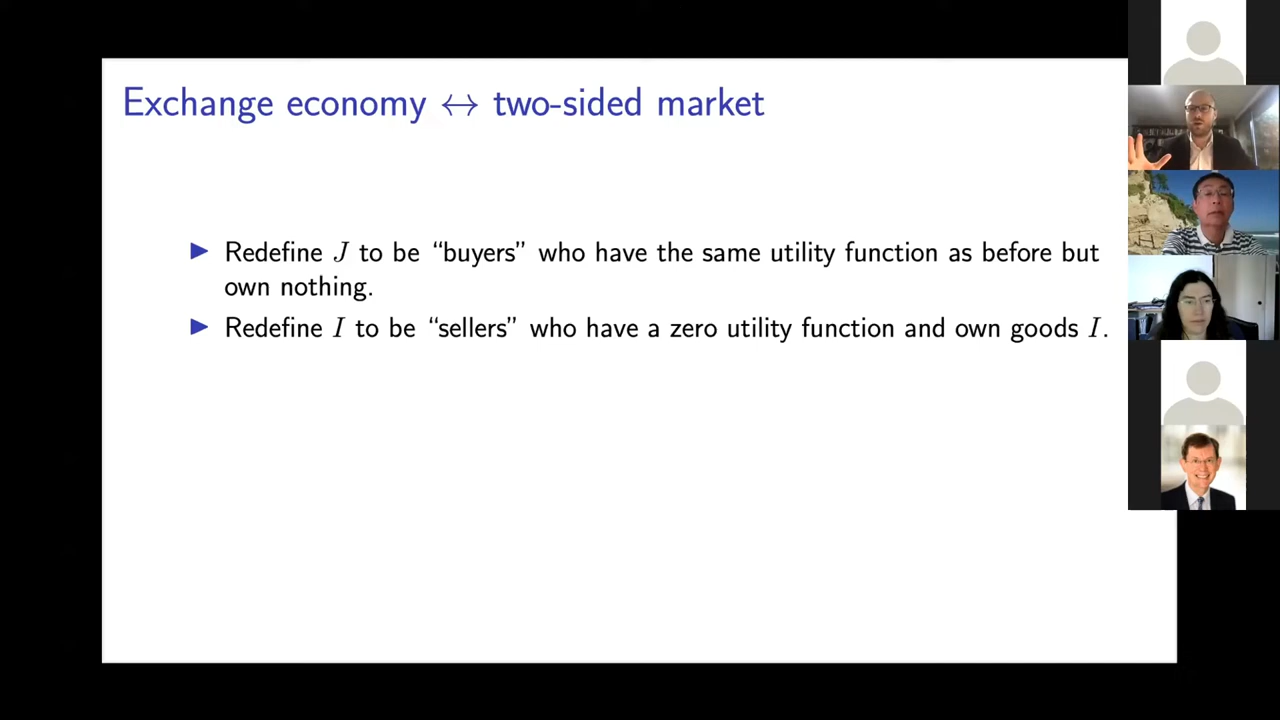 Exchange economy ↔ two-sided market
▶ Redefine J to be “buyers” who have the same utility function as before but
own nothing.
▶ Redefine I to be “sellers” who have a zero utility function and own goods I.